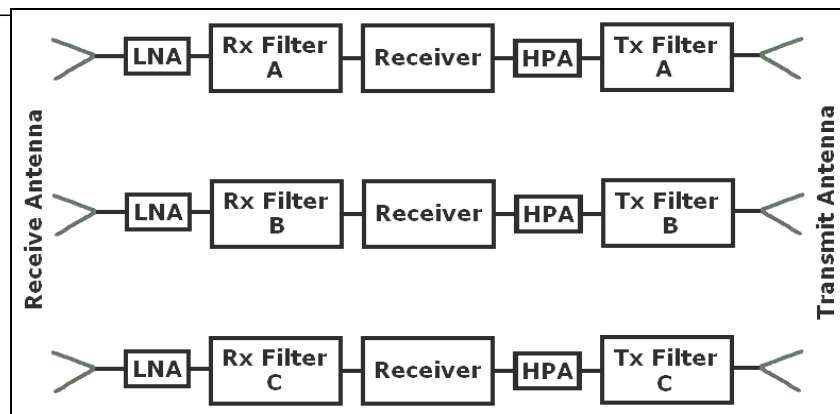 Receive Antenna
LNA
Rx Filter
A
Receiver
HPA
Tx Filter
A
LNA
Rx Filter
B
Receiver
HPA
Tx Filter
B
LNA
Rx Filter
C
Receiver
HPA
Tx Filter
C
Transmit Antenna